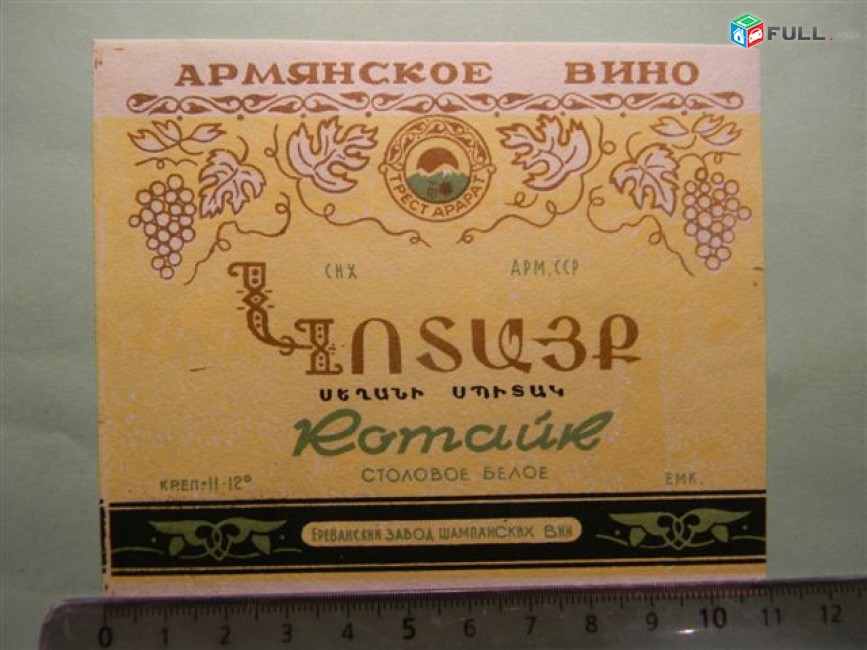 FULL
АРМЯНСКОЕ ВИНО
ТРЕСТ АРАРАТ
СНХ АРМ.ССР
ԿՈՏԱՅՔ
ՍԵՂԱՆԻ ՍՊԻՏԱԿ
Котайк
СТОЛОВОЕ БЕЛОЕ
КРЕП-11-12° ЕМК.
ЕРЕВАНСКИЙ ЗАВОД ШАМПАНСКИХ ВИН
0 1 2 3 4 5 6 7 8 9 10 11 12